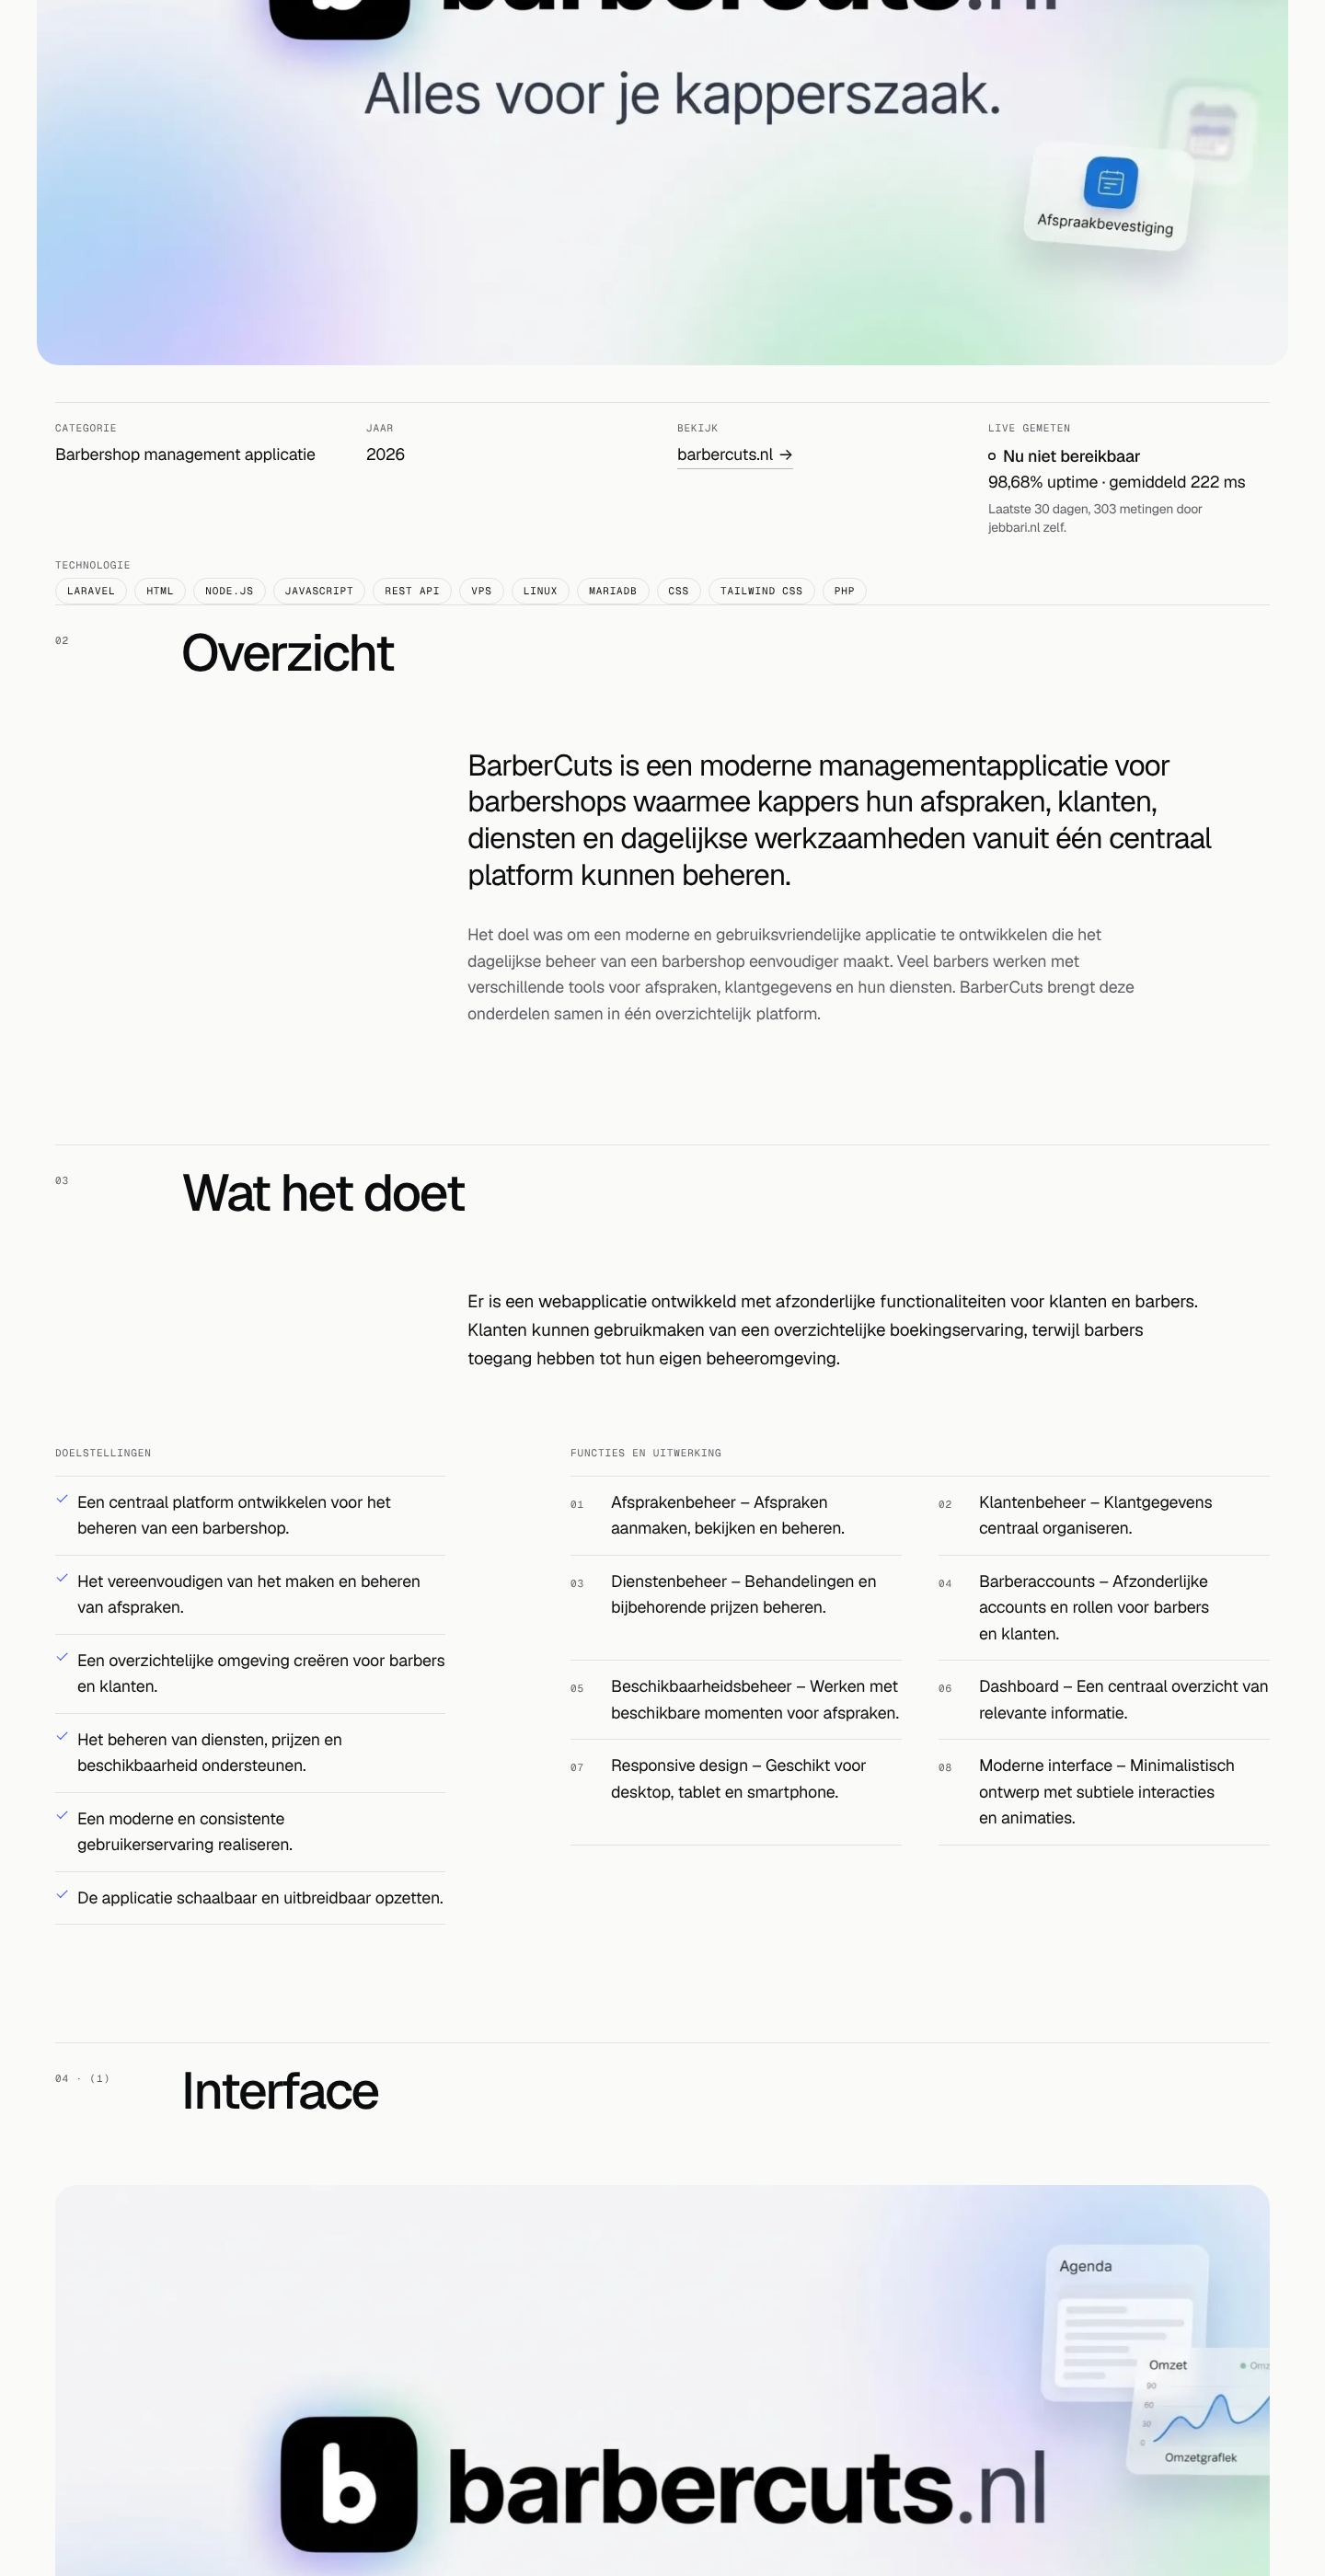 barbercuts.nl
Alles voor je kapperszaak.
Afspraakbevestiging
CATEGORIE
Barbershop management applicatie
JAAR
2026
BEKIJK
barbercuts.nl →
LIVE GEMETEN
Nu niet bereikbaar
98,68% uptime · gemiddeld 222 ms
Laatste 30 dagen, 303 metingen door
jebbari.nl zelf.
TECHNOLOGIE
LARAVEL HTML NODE.JS JAVASCRIPT REST API VPS LINUX MARIADB CSS TAILWIND CSS PHP
02
Overzicht
BarberCuts is een moderne managementapplicatie voor
barbershops waarmee kappers hun afspraken, klanten,
diensten en dagelijkse werkzaamheden vanuit één centraal
platform kunnen beheren.
Het doel was om een moderne en gebruiksvriendelijke applicatie te ontwikkelen die het
dagelijkse beheer van een barbershop eenvoudiger maakt. Veel barbers werken met
verschillende tools voor afspraken, klantgegevens en hun diensten. BarberCuts brengt deze
onderdelen samen in één overzichtelijk platform.
03
Wat het doet
Er is een webapplicatie ontwikkeld met afzonderlijke functionaliteiten voor klanten en barbers.
Klanten kunnen gebruikmaken van een overzichtelijke boekingservaring, terwijl barbers
toegang hebben tot hun eigen beheeromgeving.
DOELSTELLINGEN
Een centraal platform ontwikkelen voor het
beheren van een barbershop.
Het vereenvoudigen van het maken en beheren
van afspraken.
Een overzichtelijke omgeving creëren voor barbers
en klanten.
Het beheren van diensten, prijzen en
beschikbaarheid ondersteunen.
Een moderne en consistente
gebruikerservaring realiseren.
De applicatie schaalbaar en uitbreidbaar opzetten.
FUNCTIES EN UITWERKING
01
Afsprakenbeheer – Afspraken
aanmaken, bekijken en beheren.
02
Klantenbeheer – Klantgegevens
centraal organiseren.
03
Dienstenbeheer – Behandelingen en
bijbehorende prijzen beheren.
04
Barberaccounts – Afzonderlijke
accounts en rollen voor barbers
en klanten.
05
Beschikbaarheidsbeheer – Werken met
beschikbare momenten voor afspraken.
06
Dashboard – Een centraal overzicht van
relevante informatie.
07
Responsive design – Geschikt voor
desktop, tablet en smartphone.
08
Moderne interface – Minimalistisch
ontwerp met subtiele interacties
en animaties.
04 · (1)
Interface
Agenda
Omzet
90
60
30
0
Omzetgrafiek
b barbercuts.nl